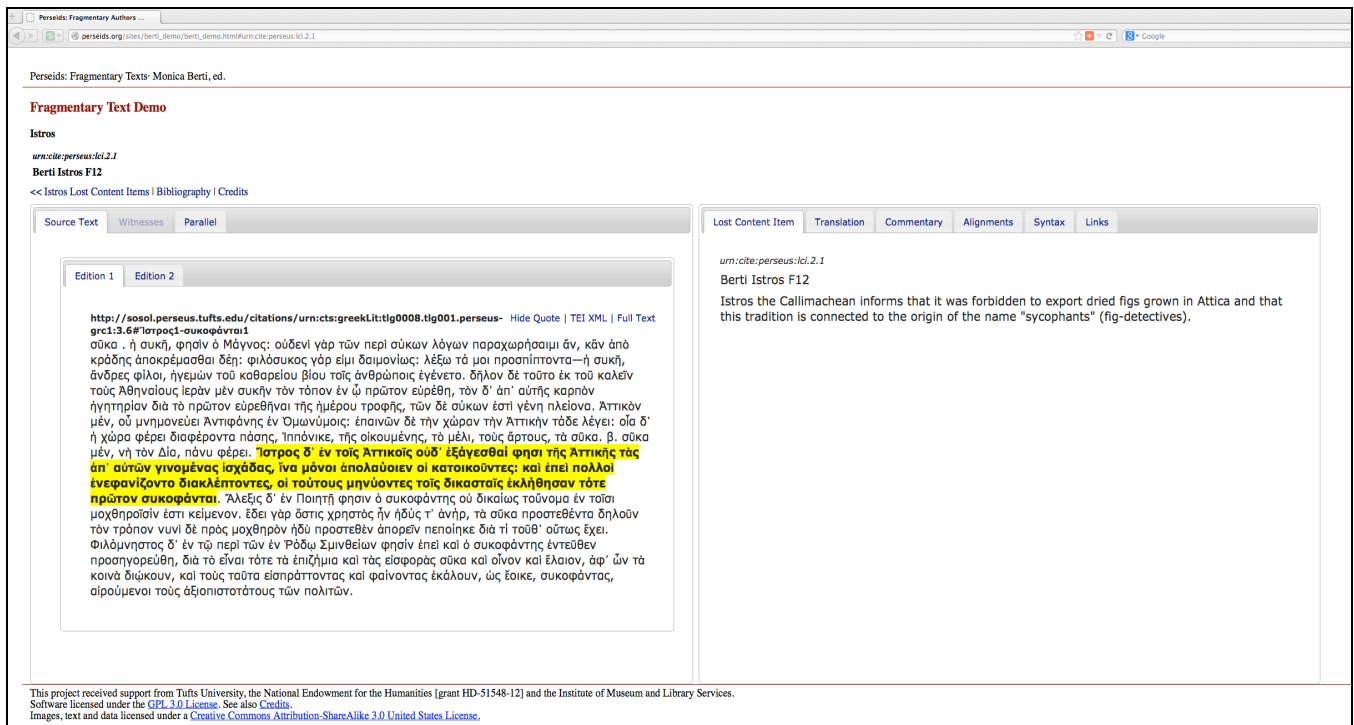 Perseids: Fragmentary Authors ...
perseids.org/sites/berti_demo/berti_demo.html#urn:cite:perseus:lci.2.1
Google
Perseids: Fragmentary Texts· Monica Berti, ed.
Fragmentary Text Demo
Istros
urn:cite:perseus:lci.2.1
Berti Istros F12
<< Istros Lost Content Items | Bibliography | Credits
Source Text Witnesses Parallel
Edition 1 Edition 2
http://sosol.perseus.tufts.edu/citations/urn:cts:greekLit:tlg0008.tlg001.perseus- Hide Quote | TEI XML | Full Text
grc1:3.6#Ἴστρος1-συκοφάνται1
σῦκα . ἡ συκῆ, φησὶν ὁ Μάγνος: οὐδενὶ γὰρ τῶν περὶ σύκων λόγων παραχωρήσαιμι ἄν, κἂν ἀπὸ
κράδης ἀποκρέμασθαι δέῃ: φιλόσυκος γάρ εἰμι δαιμονίως: λέξω τά μοι προσπίπτοντα—ἡ συκῆ,
ἄνδρες φίλοι, ἡγεμὼν τοῦ καθαρείου βίου τοῖς ἀνθρώποις ἐγένετο. δῆλον δὲ τοῦτο ἐκ τοῦ καλεῖν
τοὺς Ἀθηναίους ἱερὰν μὲν συκῆν τὸν τόπον ἐν ᾧ πρῶτον εὑρέθη, τὸν δ᾽ ἀπ᾽ αὐτῆς καρπὸν
ἡγητηρίαν διὰ τὸ πρῶτον εὑρεθῆναι τῆς ἡμέρου τροφῆς, τῶν δὲ σύκων ἐστὶ γένη πλείονα. Ἀττικὸν
μέν, οὗ μνημονεύει Ἀντιφάνης ἐν Ὁμωνύμοις: ἐπαινῶν δὲ τὴν χώραν τὴν Ἀττικὴν τάδε λέγει: οἷα δ᾽
ἡ χώρα φέρει διαφέροντα πάσης, Ἱππόνικε, τῆς οἰκουμένης, τὸ μέλι, τοὺς ἄρτους, τὰ σῦκα. β. σῦκα
μέν, νὴ τὸν Δία, πάνυ φέρει. Ἴστρος δ᾽ ἐν τοῖς Ἀττικοῖς οὐδ᾽ ἐξάγεσθαί φησι τῆς Ἀττικῆς τὰς
ἀπ᾽ αὐτῶν γινομένας ἰσχάδας, ἵνα μόνοι ἀπολαύοιεν οἱ κατοικοῦντες: καὶ ἐπεὶ πολλοὶ
ἐνεφανίζοντο διακλέπτοντες, οἱ τούτους μηνύοντες τοῖς δικασταῖς ἐκλήθησαν τότε
πρῶτον συκοφάνται. Ἄλεξις δ᾽ ἐν Ποιητῇ φησιν ὁ συκοφάντης οὐ δικαίως τοὔνομα ἐν τοῖσι
μοχθηροῖσίν ἐστι κείμενον. ἔδει γὰρ ὅστις χρηστὸς ἦν ἡδύς τ᾽ ἀνήρ, τὰ σῦκα προστεθέντα δηλοῦν
τὸν τρόπον νυνὶ δὲ πρὸς μοχθηρὸν ἡδὺ προστεθὲν ἀπορεῖν πεποίηκε διὰ τί τοῦθ᾽ οὕτως ἔχει.
Φιλόμνηστος δ᾽ ἐν τῷ περὶ τῶν ἐν Ῥόδῳ Σμινθείων φησίν ἐπεὶ καὶ ὁ συκοφάντης ἐντεῦθεν
προσηγορεύθη, διὰ τὸ εἶναι τότε τὰ ἐπιζήμια καὶ τὰς εἰσφορὰς σῦκα καὶ οἶνον καὶ ἔλαιον, ἀφ᾽ ὧν τὰ
κοινὰ διῴκουν, καὶ τοὺς ταῦτα εἰσπράττοντας καὶ φαίνοντας ἐκάλουν, ὡς ἔοικε, συκοφάντας,
αἱρούμενοι τοὺς ἀξιοπιστοτάτους τῶν πολιτῶν.
Lost Content Item Translation Commentary Alignments Syntax Links
urn:cite:perseus:lci.2.1
Berti Istros F12
Istros the Callimachean informs that it was forbidden to export dried figs grown in Attica and that
this tradition is connected to the origin of the name "sycophants" (fig-detectives).
This project received support from Tufts University, the National Endowment for the Humanities [grant HD-51548-12] and the Institute of Museum and Library Services.
Software licensed under the GPL 3.0 License. See also Credits.
Images, text and data licensed under a Creative Commons Attribution-ShareAlike 3.0 United States License.